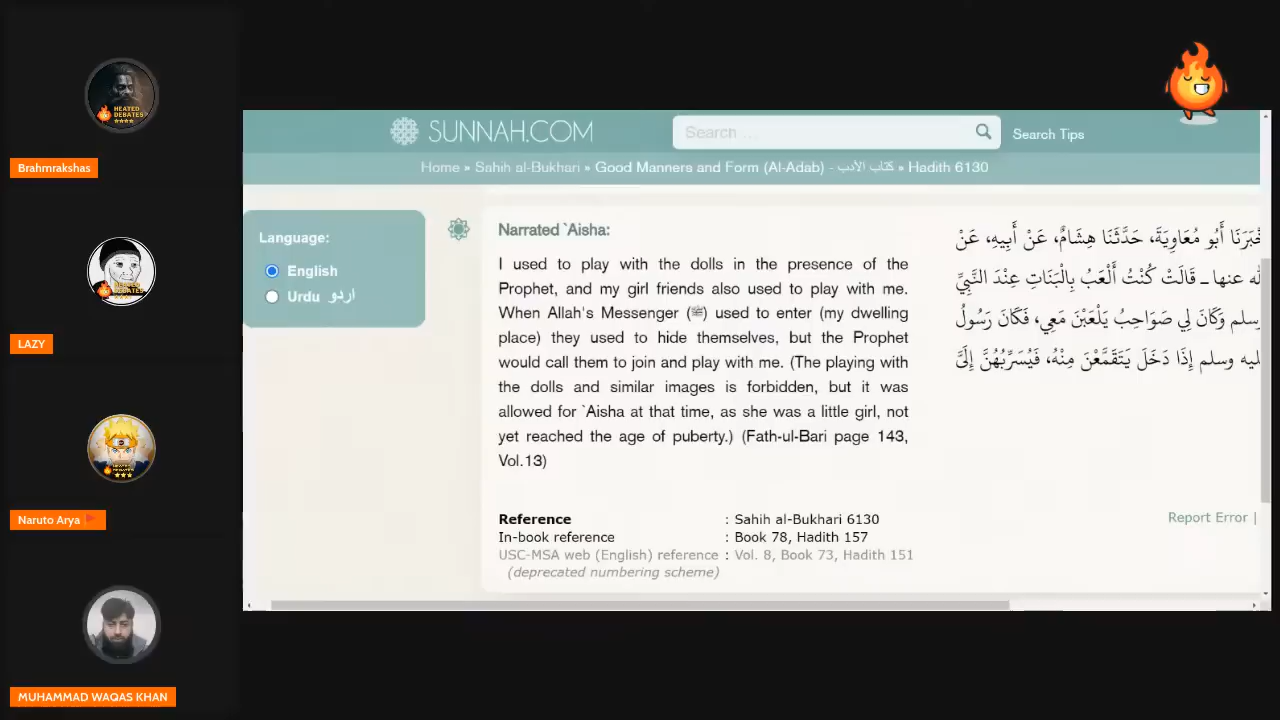 SUNNAH.COM
Search ...
Search Tips
Home » Sahih al-Bukhari » Good Manners and Form (Al-Adab) - كتاب الأدب » Hadith 6130
Brahmrakshas
LAZY
Naruto Arya
MUHAMMAD WAQAS KHAN
HEATED
DEBATES
Language:
English
Urdu اردو
Narrated `Aisha:
I used to play with the dolls in the presence of the
Prophet, and my girl friends also used to play with me.
When Allah's Messenger (ﷺ) used to enter (my dwelling
place) they used to hide themselves, but the Prophet
would call them to join and play with me. (The playing with
the dolls and similar images is forbidden, but it was
allowed for `Aisha at that time, as she was a little girl, not
yet reached the age of puberty.) (Fath-ul-Bari page 143,
Vol.13)
خْبَرَنَا أَبُو مُعَاوِيَةَ، حَدَّثَنَا هِشَامٌ، عَنْ أَبِيهِ، عَنْ
عنها ـ قَالَتْ كُنْتُ أَلْعَبُ بِالْبَنَاتِ عِنْدَ النَّبِيِّ
وسلم وَكَانَ لِي صَوَاحِبُ يَلْعَبْنَ مَعِي، فَكَانَ رَسُولُ
ليه وسلم إِذَا دَخَلَ يَتَقَمَّعْنَ مِنْهُ، فَيُسَرِّبُهُنَّ إِلَىَّ
Reference : Sahih al-Bukhari 6130
In-book reference : Book 78, Hadith 157
USC-MSA web (English) reference : Vol. 8, Book 73, Hadith 151
(deprecated numbering scheme)
Report Error |